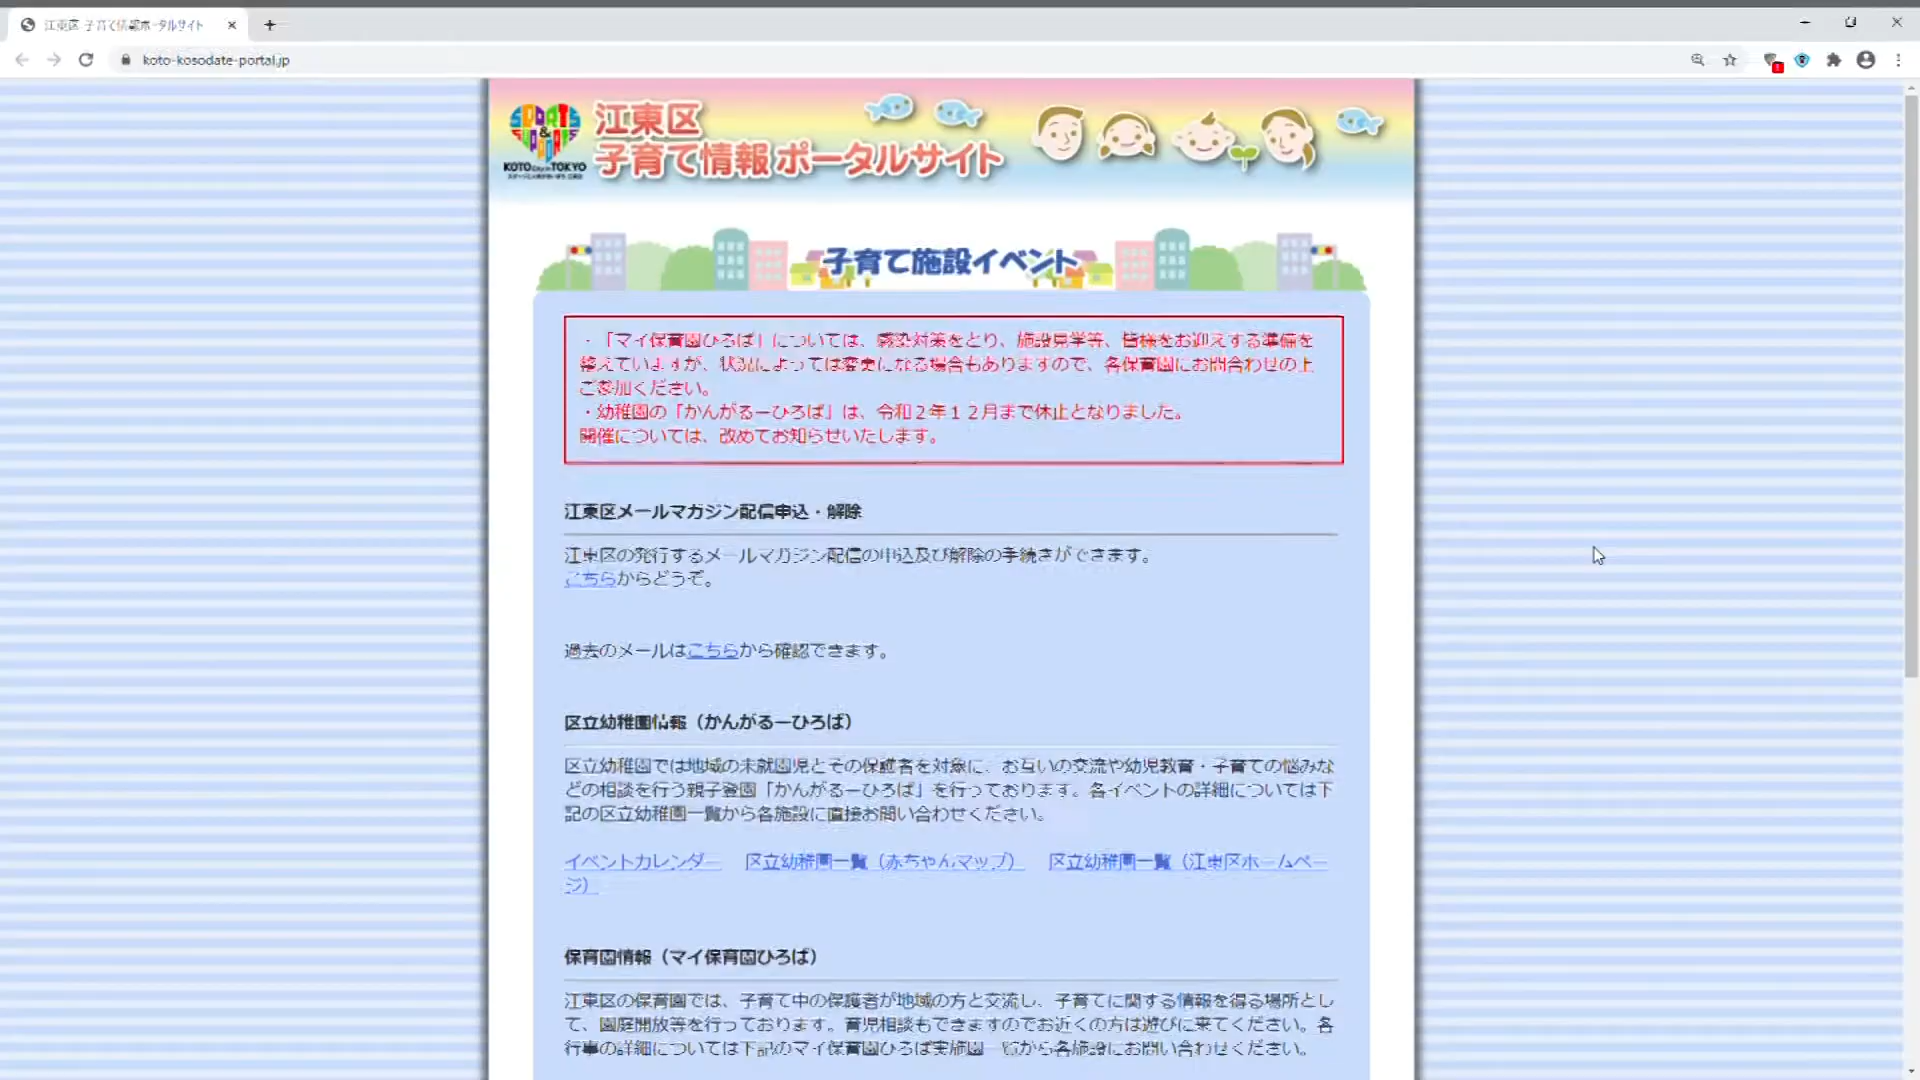 江東区 子育て情報ポータルサイト
koto-kosodate-portal.jp
SPORTS & SUPPORTS
KOTO City in TOKYO
江東区
子育て情報ポータルサイト
子育て施設イベント
・「マイ保育園ひろば」については、感染対策をとり、施設見学等、皆様をお迎えする準備を
整えていますが、状況によっては変更になる場合もありますので、各保育園にお問合わせの上
ご参加ください。
・幼稚園の「かんがるーひろば」は、令和２年１２月まで休止となりました。
開催については、改めてお知らせいたします。
江東区メールマガジン配信申込・解除
江東区の発行するメールマガジン配信の申込及び解除の手続きができます。
こちらからどうぞ。
過去のメールはこちらから確認できます。
区立幼稚園情報（かんがるーひろば）
区立幼稚園では地域の未就園児とその保護者を対象に、お互いの交流や幼児教育・子育ての悩みな
どの相談を行う親子登園「かんがるーひろば」を行っております。各イベントの詳細については下
記の区立幼稚園一覧から各施設に直接お問い合わせください。
イベントカレンダー 区立幼稚園一覧（赤ちゃんマップ） 区立幼稚園一覧（江東区ホームペー
ジ）
保育園情報（マイ保育園ひろば）
江東区の保育園では、子育て中の保護者が地域の方と交流し、子育てに関する情報を得る場所とし
て、園庭開放等を行っております。育児相談もできますのでお近くの方は遊びに来てください。各
行事の詳細については下記のマイ保育園ひろば実施園一覧から各施設にお問い合わせください。